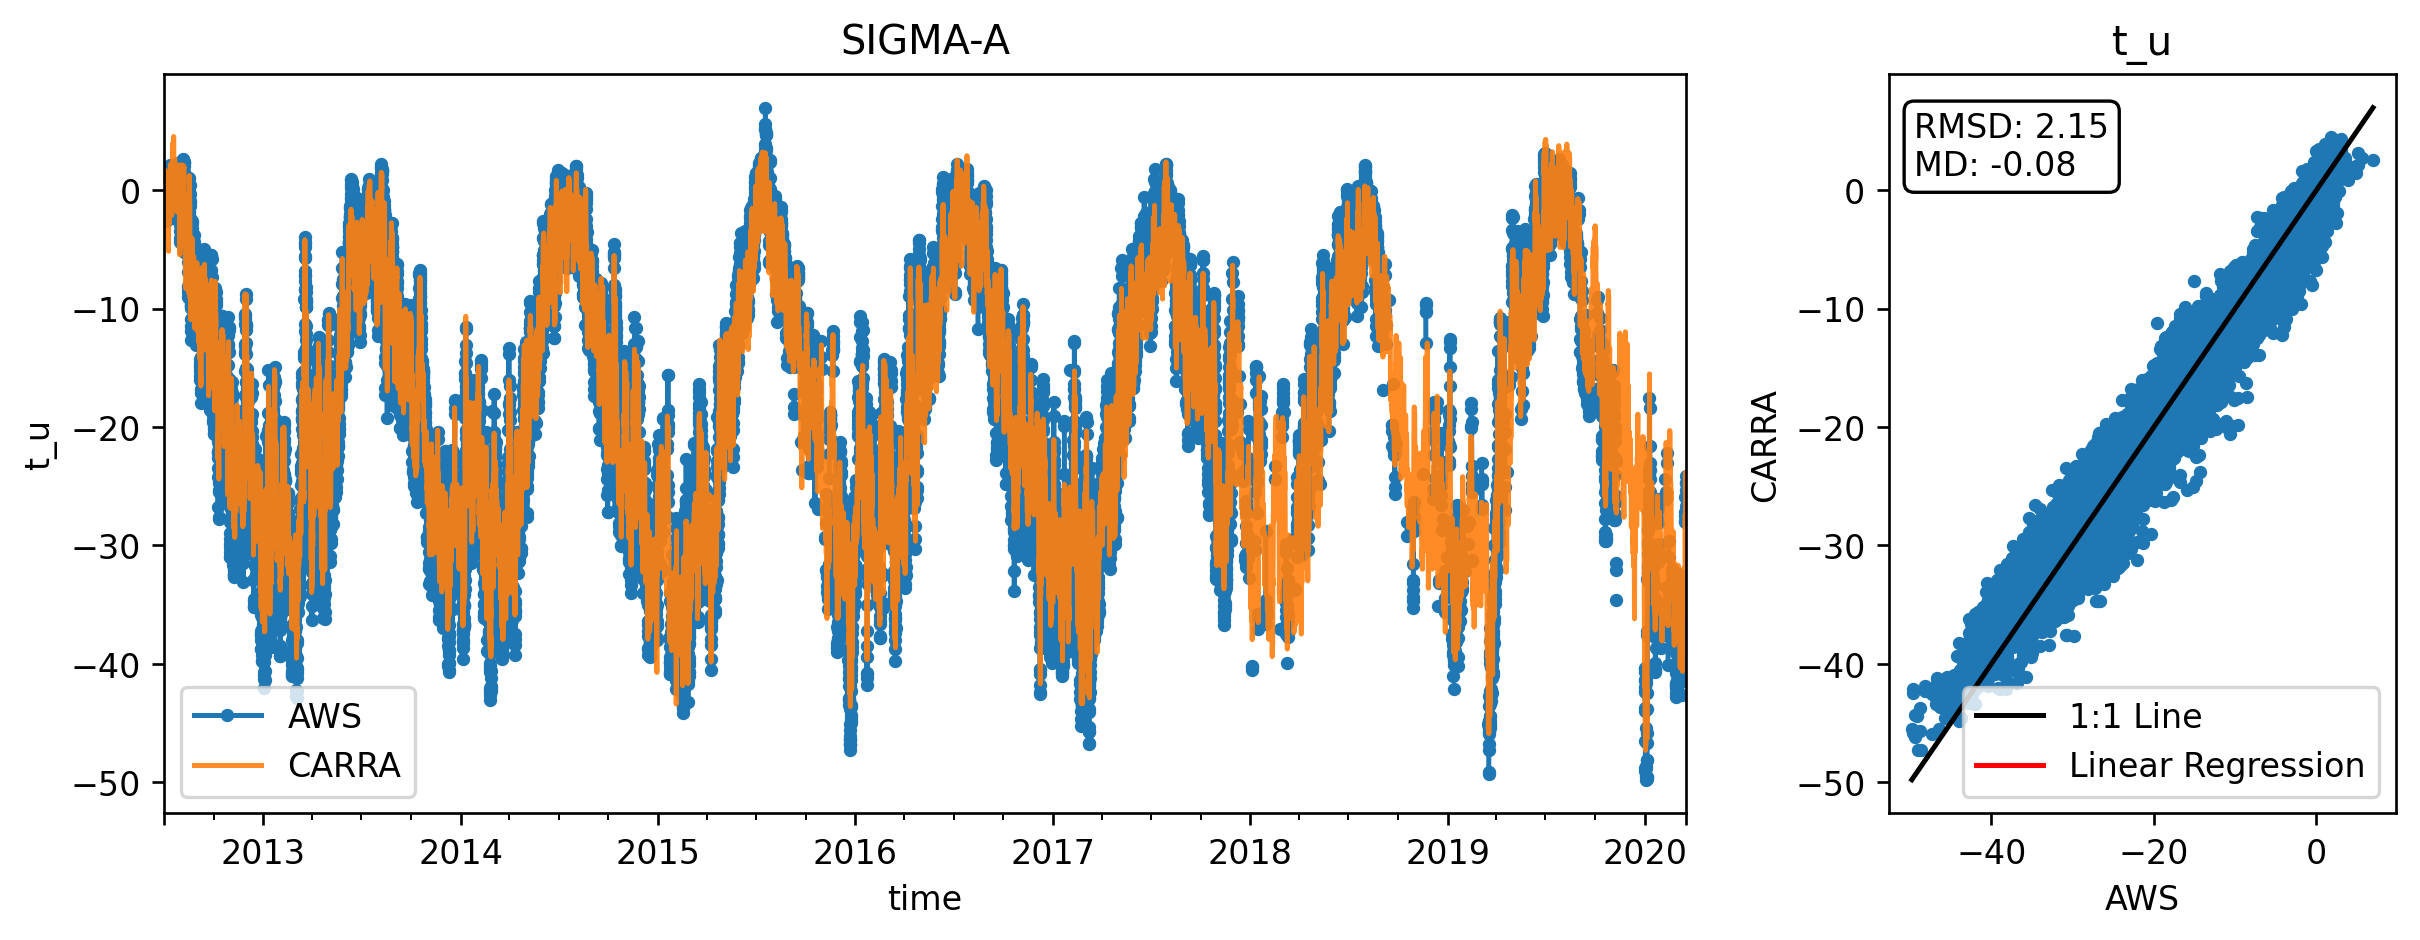 SIGMA-A
t_u
0
−10
−20
−30
−40
−50
AWS
CARRA
2013 2014 2015 2016 2017 2018 2019 2020
time
t_u
CARRA
0
−10
−20
−30
−40
−50
RMSD: 2.15
MD: -0.08
1:1 Line
Linear Regression
−40 −20 0
AWS